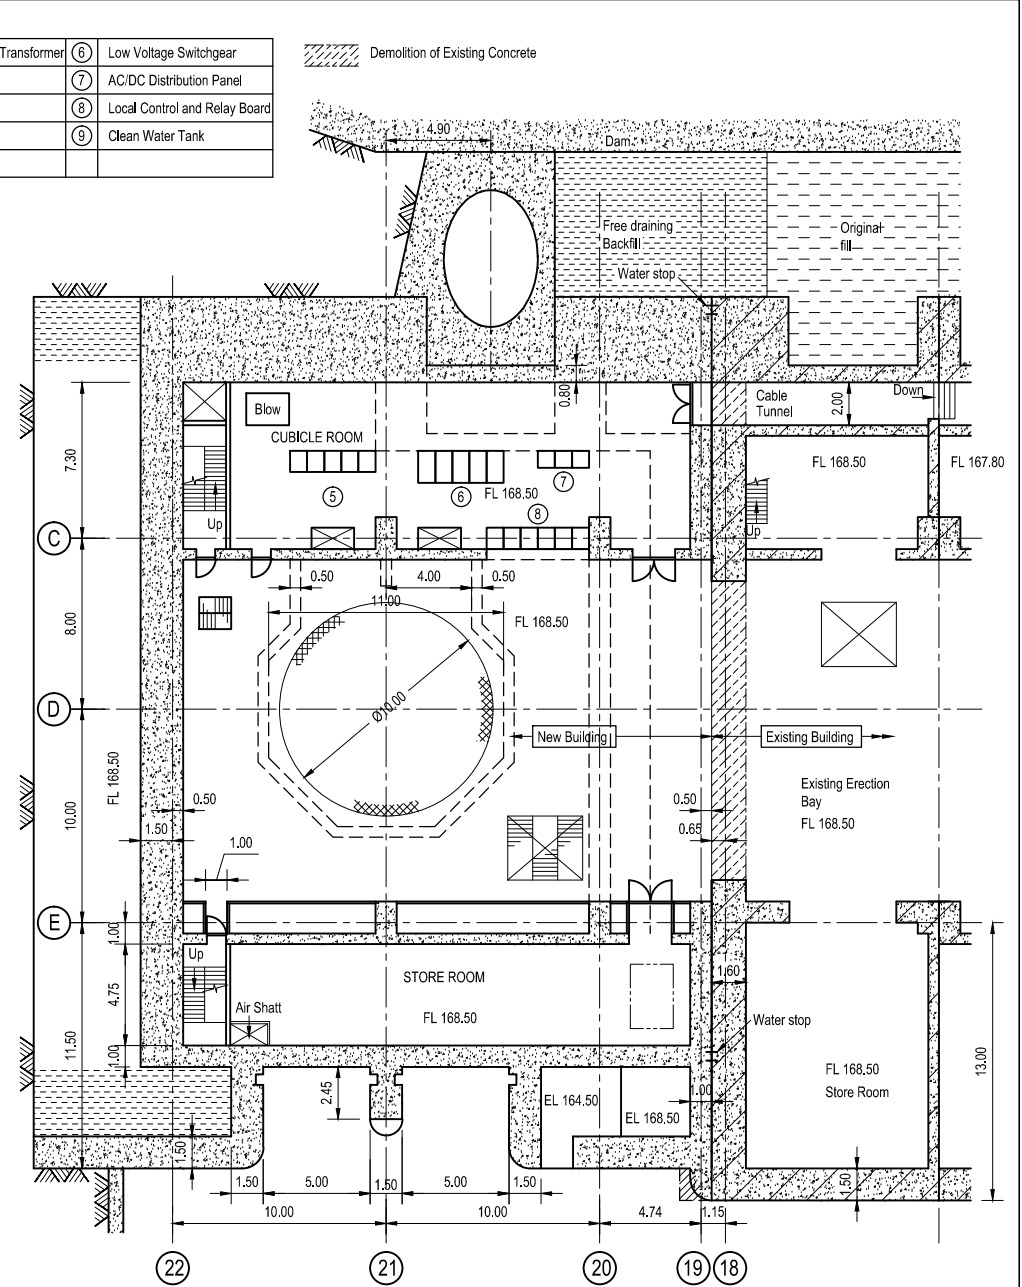 Transformer
6 Low Voltage Switchgear
7 AC/DC Distribution Panel
8 Local Control and Relay Board
9 Clean Water Tank
Demolition of Existing Concrete
4.90
Dam
Free draining
Backfill
Original
fill
Water stop
0.80
Cable
Tunnel
2.00
Down
Blow
CUBICLE ROOM
7.30
FL 168.50
FL 167.80
5
6
FL 168.50
7
8
Up
Up
C
0.50
4.00
0.50
11.00
8.00
FL 168.50
D
Ø10.00
New Building
Existing Building
FL 168.50
Existing Erection
Bay
FL 168.50
10.00
0.50
0.50
1.50
0.65
1.00
E
1.00
Up
STORE ROOM
1.60
4.75
Air Shatt
FL 168.50
Water stop
11.50
1.00
13.00
FL 168.50
Store Room
2.45
EL 164.50
1.00
EL 168.50
1.50
1.50
1.50
5.00
1.50
5.00
1.50
10.00
10.00
4.74
1.15
22
21
20
19
18